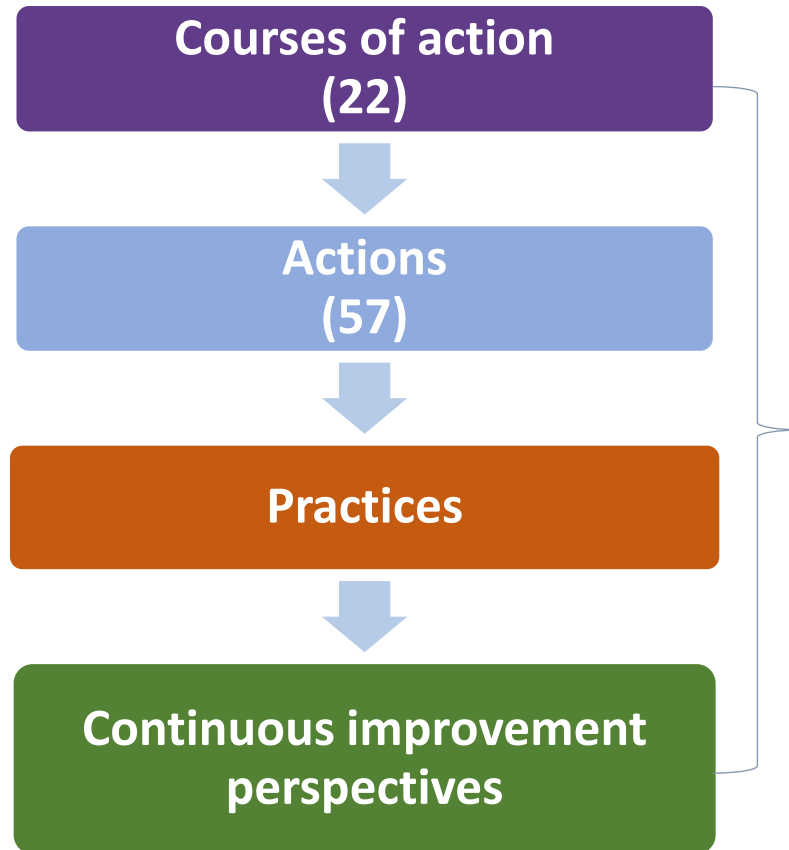 Courses of action
(22)
Actions
(57)
Practices
Continuous improvement
perspectives